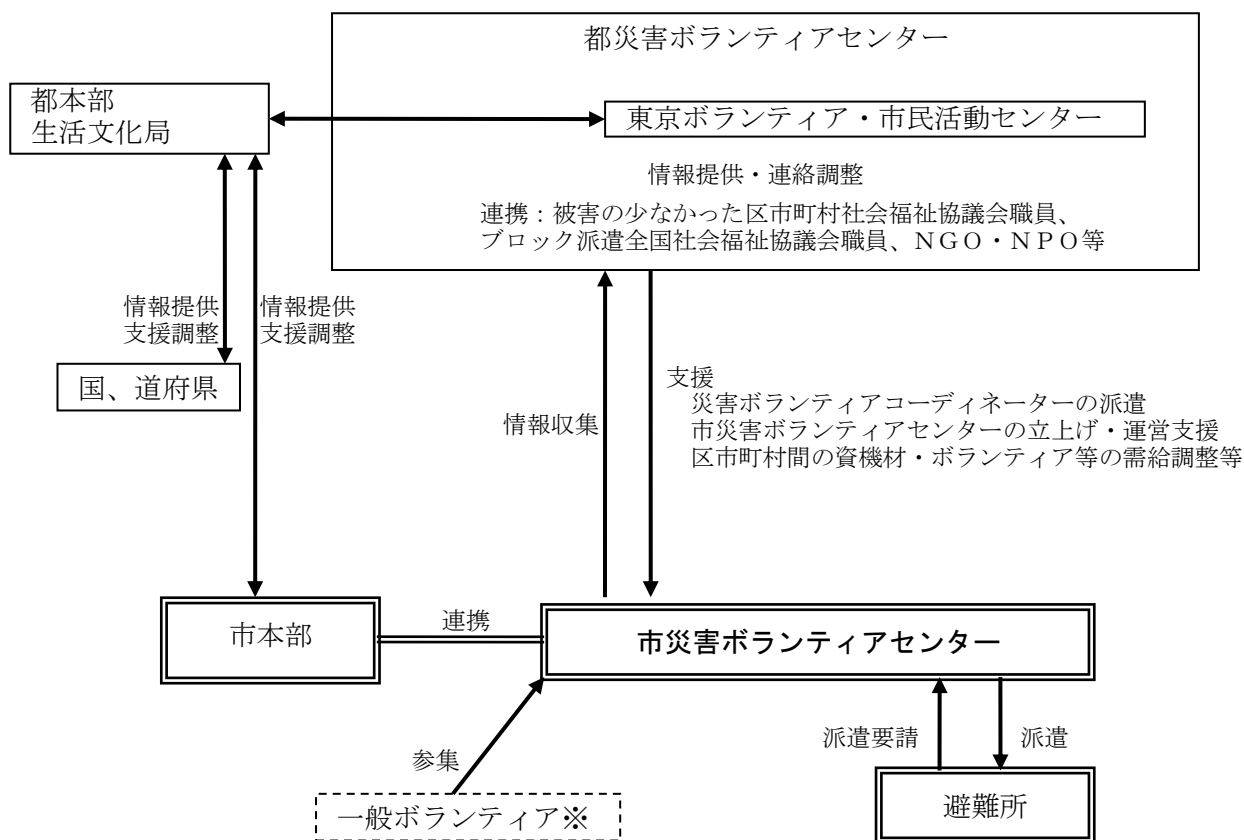 都災害ボランティアセンター
都本部
生活文化局
東京ボランティア・市民活動センター
情報提供・連絡調整
連携：被害の少なかった区市町村社会福祉協議会職員、
ブロック派遣全国社会福祉協議会職員、ＮＧＯ・ＮＰＯ等
情報提供
支援調整
情報提供
支援調整
国、道府県
情報収集
支援
災害ボランティアコーディネーターの派遣
市災害ボランティアセンターの立上げ・運営支援
区市町村間の資機材・ボランティア等の需給調整等
市本部
連携
市災害ボランティアセンター
参集
派遣要請
派遣
一般ボランティア※
避難所